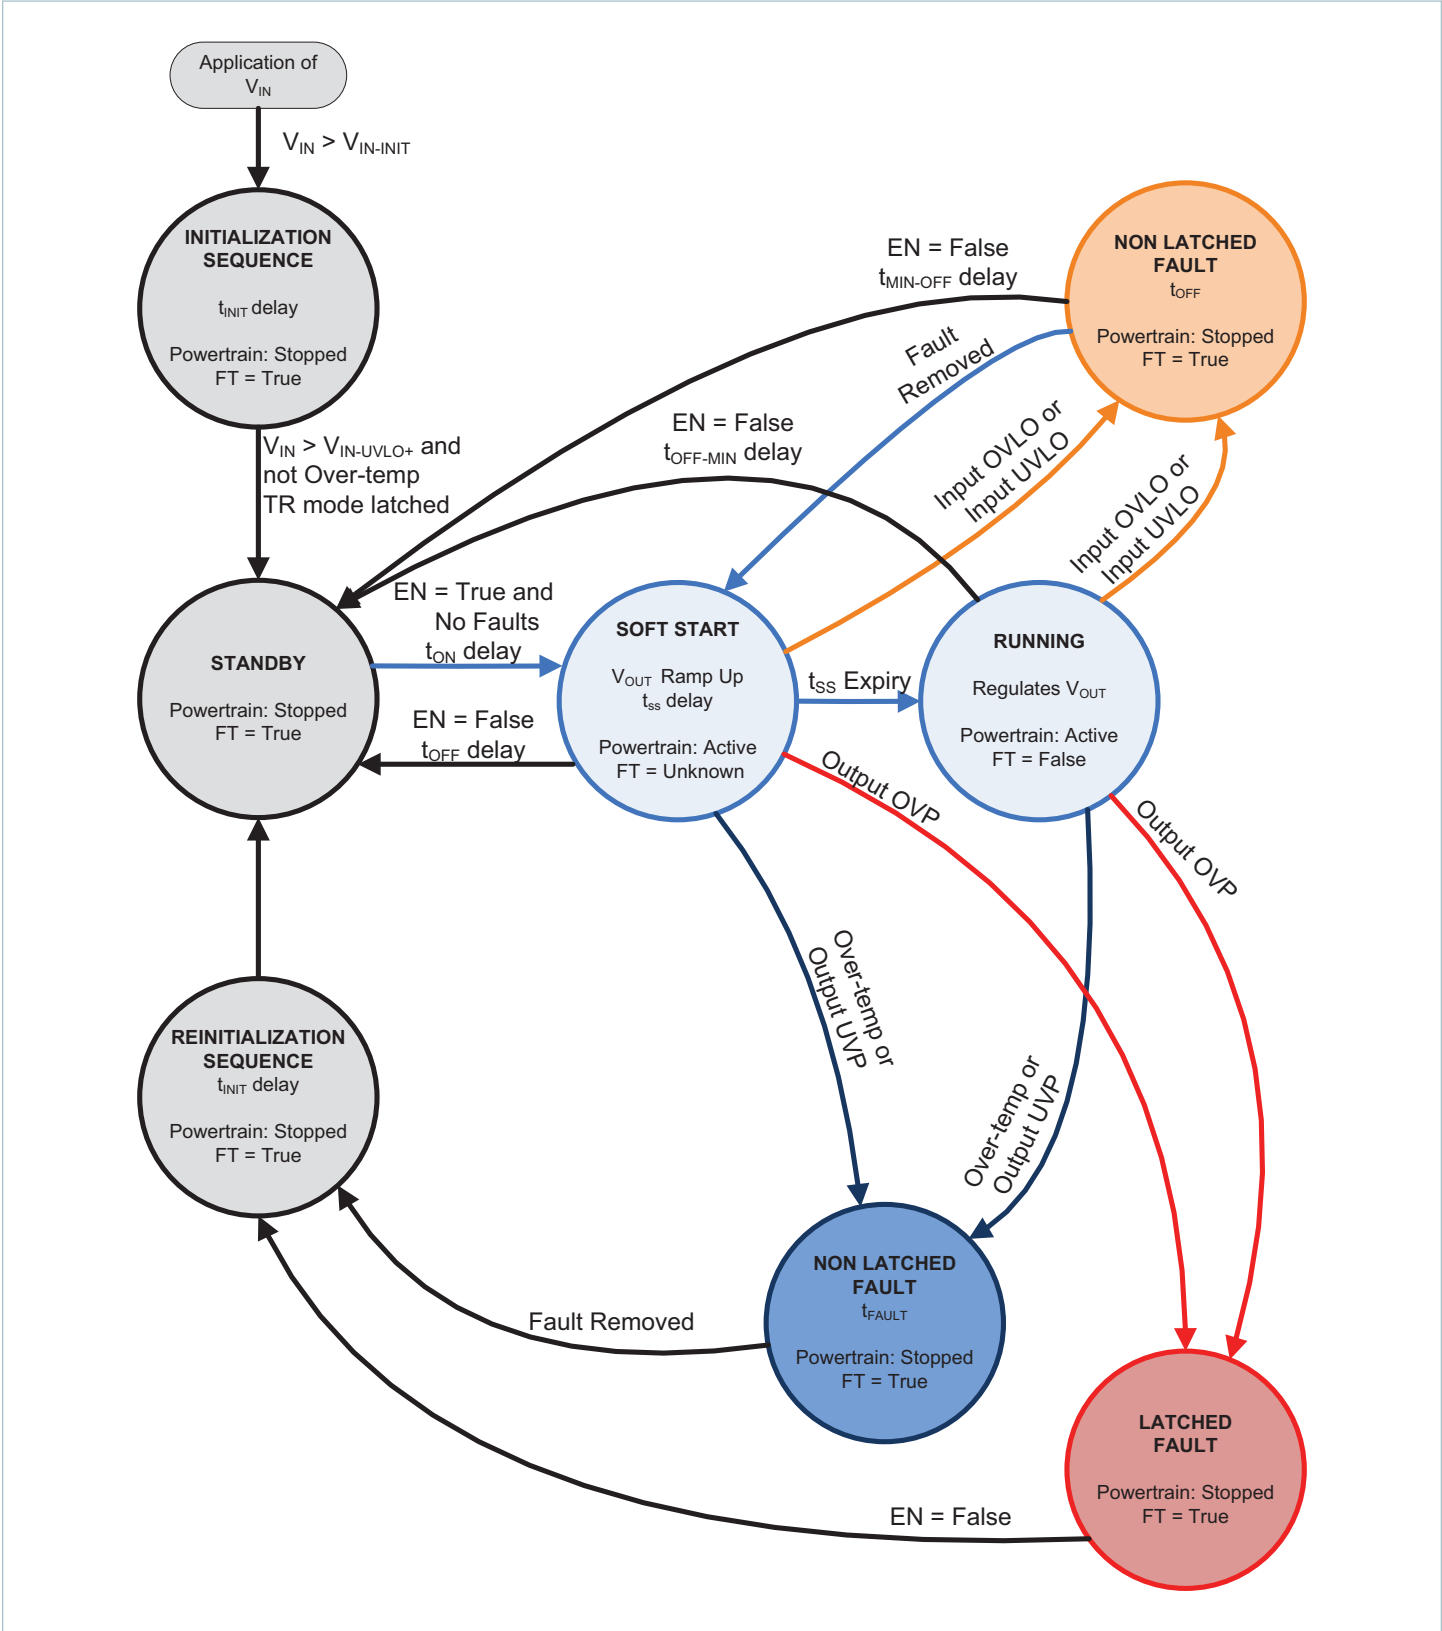 Application of
VIN
VIN > VIN-INIT
INITIALIZATION
SEQUENCE
tINIT delay
Powertrain: Stopped
FT = True
VIN > VIN-UVLO+ and
not Over-temp
TR mode latched
EN = False
tMIN-OFF delay
NON LATCHED
FAULT
tOFF
Powertrain: Stopped
FT = True
Fault
Removed
EN = False
tOFF-MIN delay
Input OVLO or
Input UVLO
Input OVLO or
Input UVLO
STANDBY
Powertrain: Stopped
FT = True
EN = True and
No Faults
tON delay
EN = False
tOFF delay
SOFT START
VOUT Ramp Up
tss delay
Powertrain: Active
FT = Unknown
tSS Expiry
RUNNING
Regulates VOUT
Powertrain: Active
FT = False
Output OVP
Output OVP
Over-temp or
Output UVP
Over-temp or
Output UVP
REINITIALIZATION
SEQUENCE
tINIT delay
Powertrain: Stopped
FT = True
Fault Removed
NON LATCHED
FAULT
tFAULT
Powertrain: Stopped
FT = True
EN = False
LATCHED
FAULT
Powertrain: Stopped
FT = True